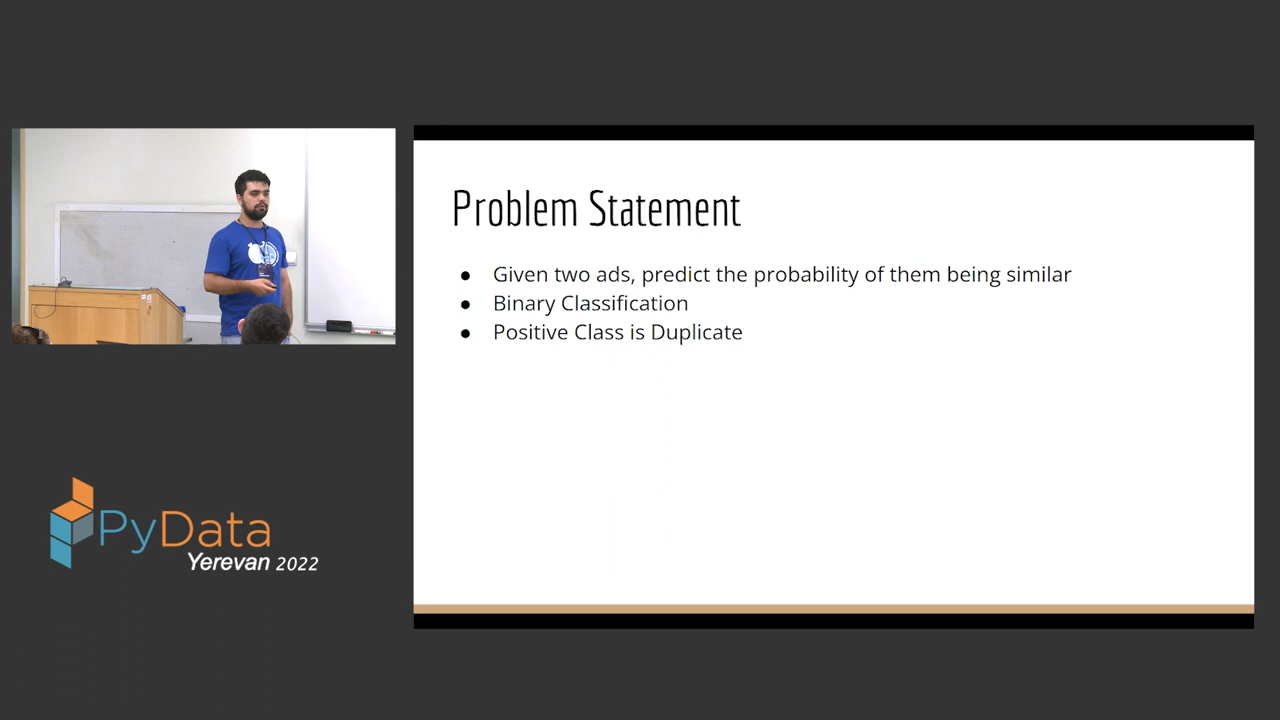 Problem Statement
● Given two ads, predict the probability of them being similar
● Binary Classification
● Positive Class is Duplicate
PyData
Yerevan 2022